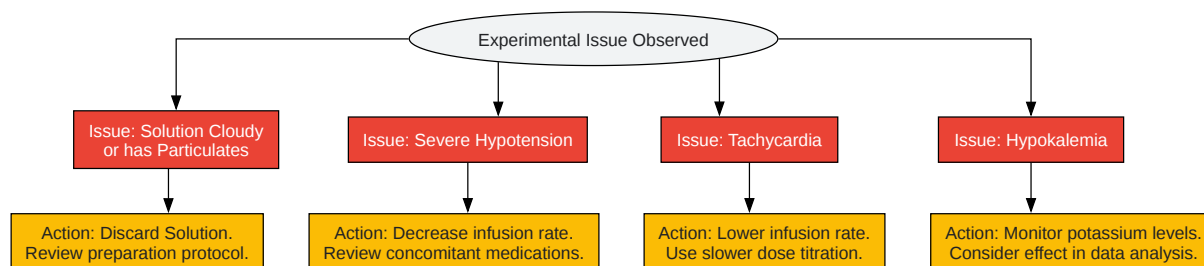 Experimental Issue Observed
Issue: Solution Cloudy
or has Particulates
Issue: Severe Hypotension
Issue: Tachycardia
Issue: Hypokalemia
Action: Discard Solution.
Review preparation protocol.
Action: Decrease infusion rate.
Review concomitant medications.
Action: Lower infusion rate.
Use slower dose titration.
Action: Monitor potassium levels.
Consider effect in data analysis.